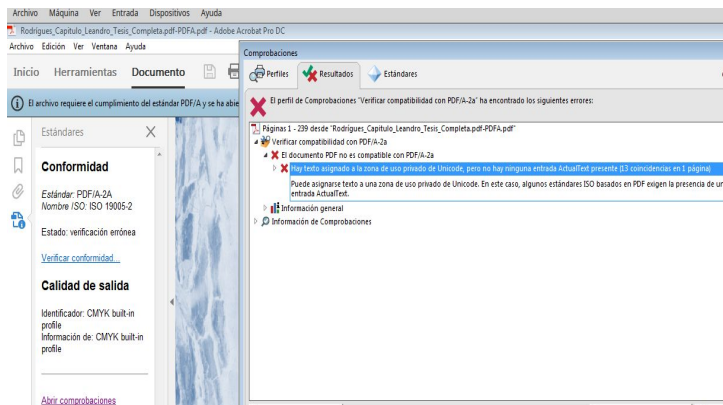 Archivo Máquina Ver Entrada Dispositivos Ayuda
Rodrigues_Capitulo_Leandro_Tesis_Completa.pdf-PDFA.pdf - Adobe Acrobat Pro DC
Archivo Edición Ver Ventana Ayuda
Inicio Herramientas Documento
El archivo requiere el cumplimiento del estándar PDF/A y se ha abie
Estándares
Conformidad
Estándar: PDF/A-2A
Nombre ISO: ISO 19005-2
Estado: verificación errónea
Verificar conformidad...
Calidad de salida
Identificador: CMYK built-in
profile
Información de: CMYK built-in
profile
Abrir comprobaciones
Comprobaciones
Perfiles Resultados Estándares
El perfil de Comprobaciones "Verificar compatibilidad con PDF/A-2a" ha encontrado los siguientes errores:
Páginas 1 - 239 desde "Rodrigues_Capitulo_Leandro_Tesis_Completa.pdf-PDFA.pdf"
Verificar compatibilidad con PDF/A-2a
El documento PDF no es compatible con PDF/A-2a
Hay texto asignado a la zona de uso privado de Unicode, pero no hay ninguna entrada ActualText presente (13 coincidencias en 1 página)
Puede asignarse texto a una zona de uso privado de Unicode. En este caso, algunos estándares ISO basados en PDF exigen la presencia de un
entrada ActualText.
Información general
Información de Comprobaciones